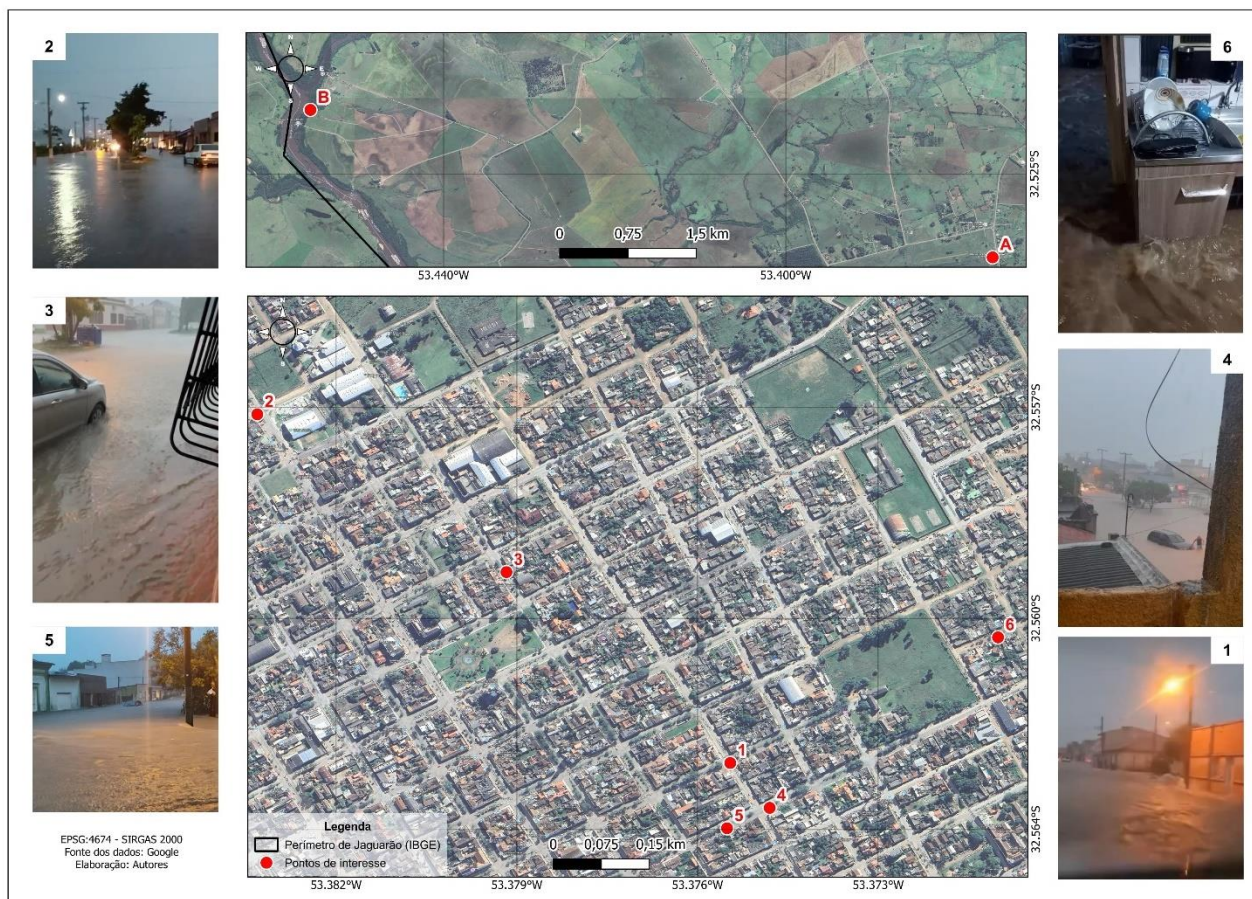 2
3
5
EPSG:4674 - SIRGAS 2000
Fonte dos dados: Google
Elaboração: Autores
N
W
E
B
A
0 0,75 1,5 km
32.525°S
53.440°W 53.400°W
2
3
6
1
4
5
32.557°S
32.560°S
32.564°S
Legenda
Perímetro de Jaguarão (IBGE)
Pontos de interesse
0 0,075 0,15 km
53.382°W 53.379°W 53.376°W 53.373°W
6
4
1